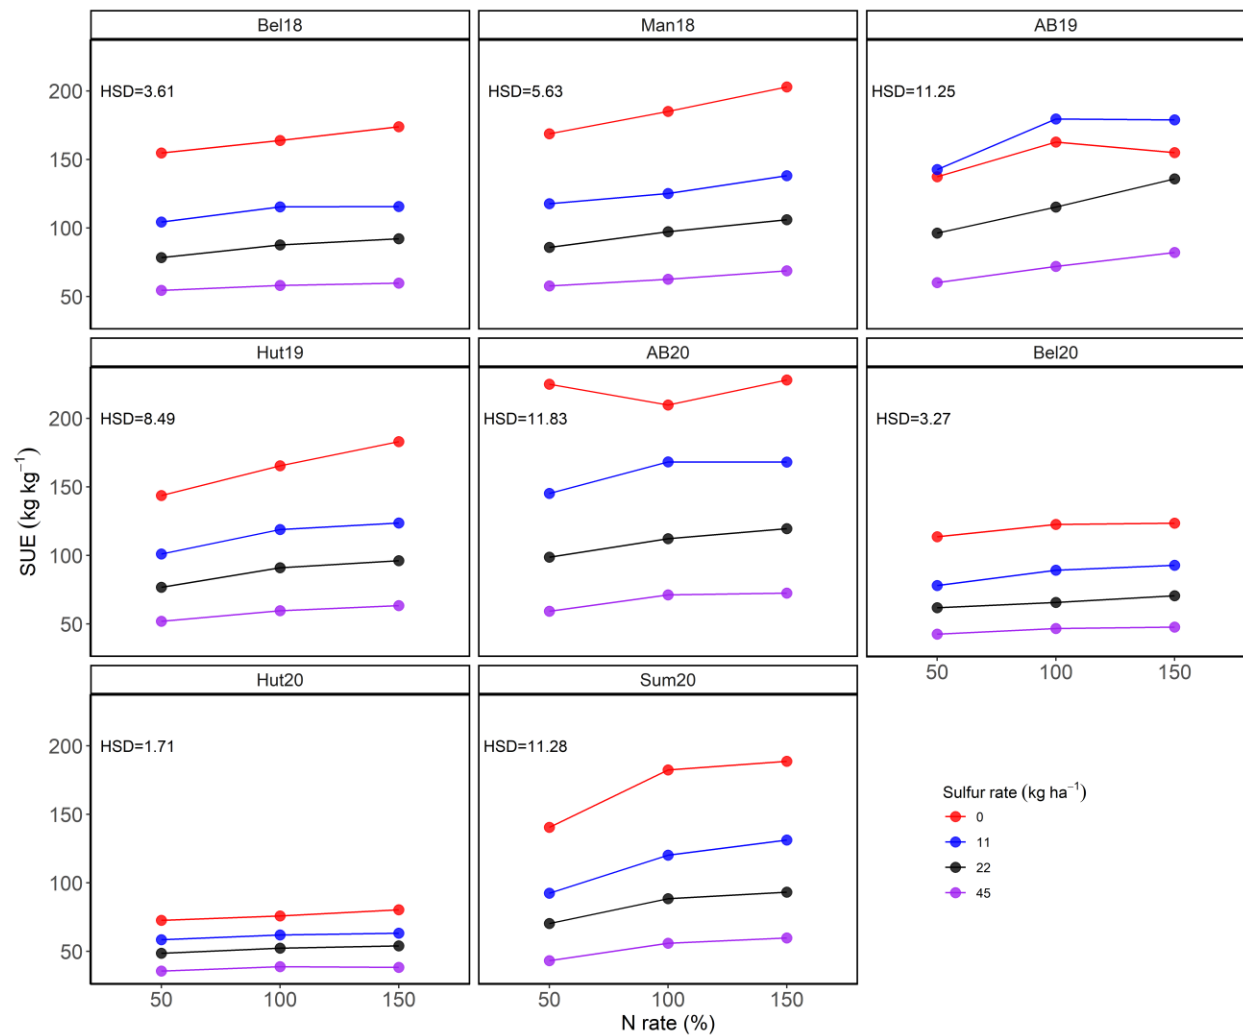 Bel18 Man18 AB19
HSD=3.61 HSD=5.63 HSD=11.25
200
150
100
50
Hut19 AB20 Bel20
HSD=8.49 HSD=11.83 HSD=3.27
200
150
100
50
50 100 150
Hut20 Sum20
HSD=1.71 HSD=11.28
200
150
100
50
50 100 150 50 100 150
SUE (kg kg⁻¹)
N rate (%)
Sulfur rate (kg ha⁻¹)
0
11
22
45